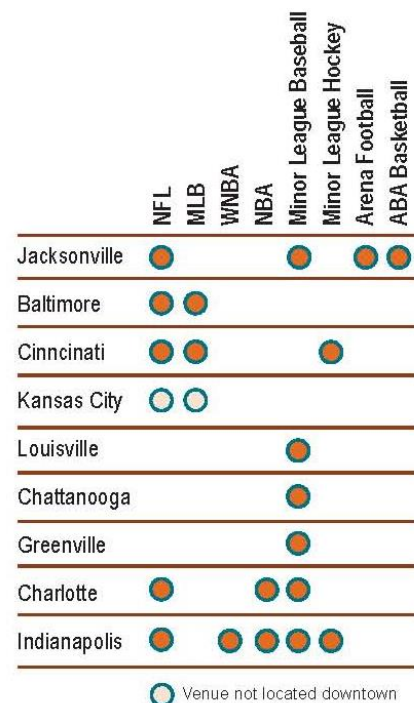 NFL
MLB
WNBA
NBA
Minor League Baseball
Minor League Hockey
Arena Football
ABA Basketball
Jacksonville
Baltimore
Cinncinati
Kansas City
Louisville
Chattanooga
Greenville
Charlotte
Indianapolis
Venue not located downtown